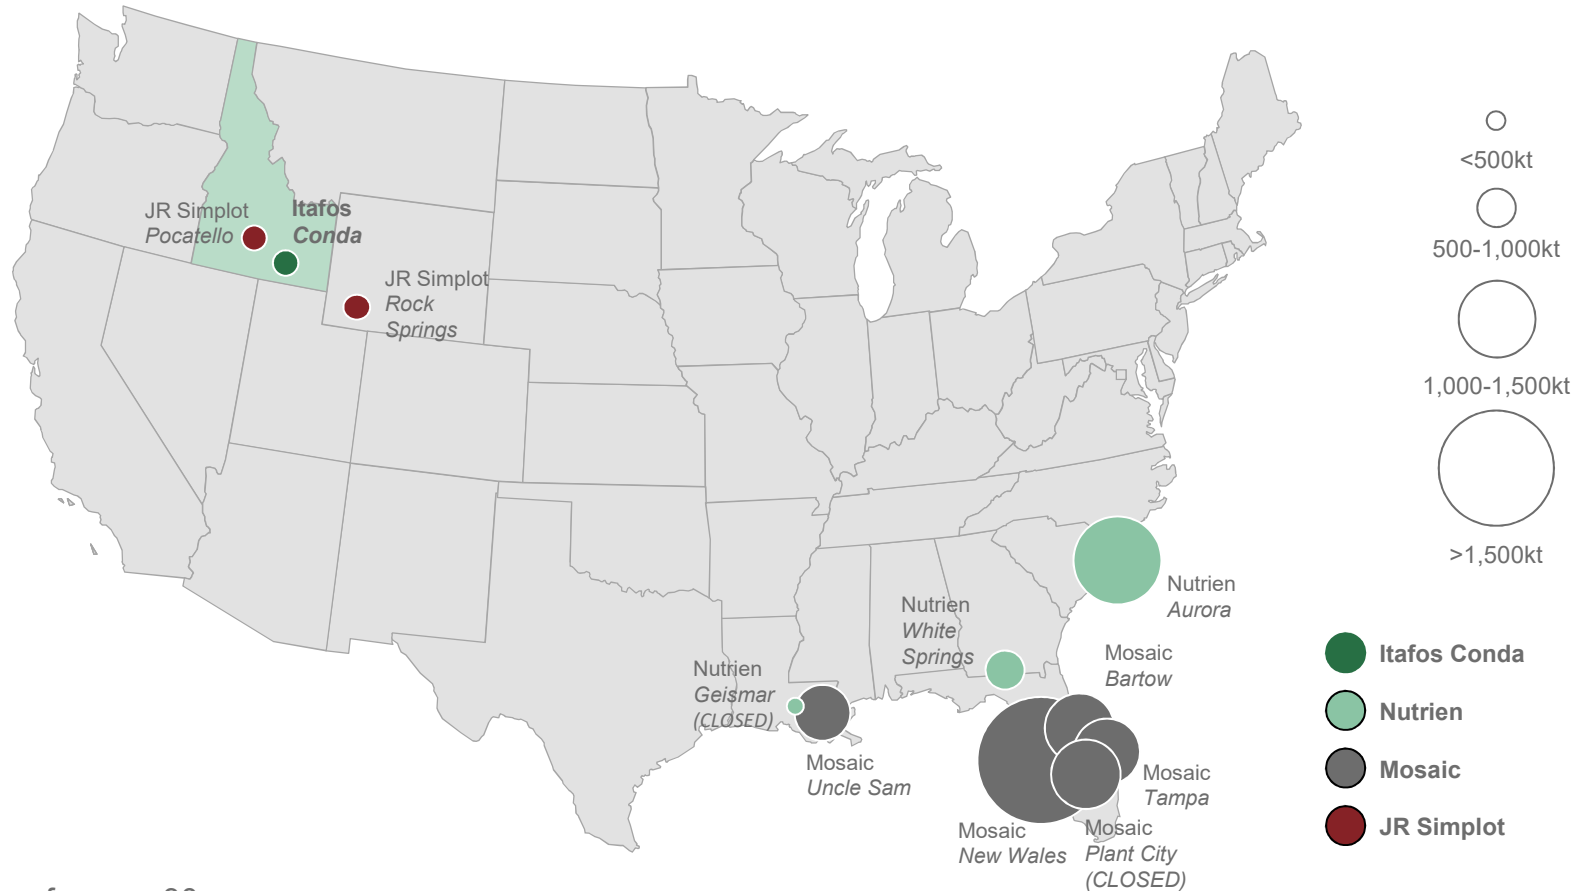 JR Simplot
Pocatello
Itafos
Conda
JR Simplot
Rock
Springs
Nutrien
Aurora
Nutrien
White
Springs
Mosaic
Bartow
Nutrien
Geismar
(CLOSED)
Mosaic
Uncle Sam
Mosaic
Tampa
Mosaic
New Wales
Mosaic
Plant City
(CLOSED)
<500kt
500-1,000kt
1,000-1,500kt
>1,500kt
Itafos Conda
Nutrien
Mosaic
JR Simplot